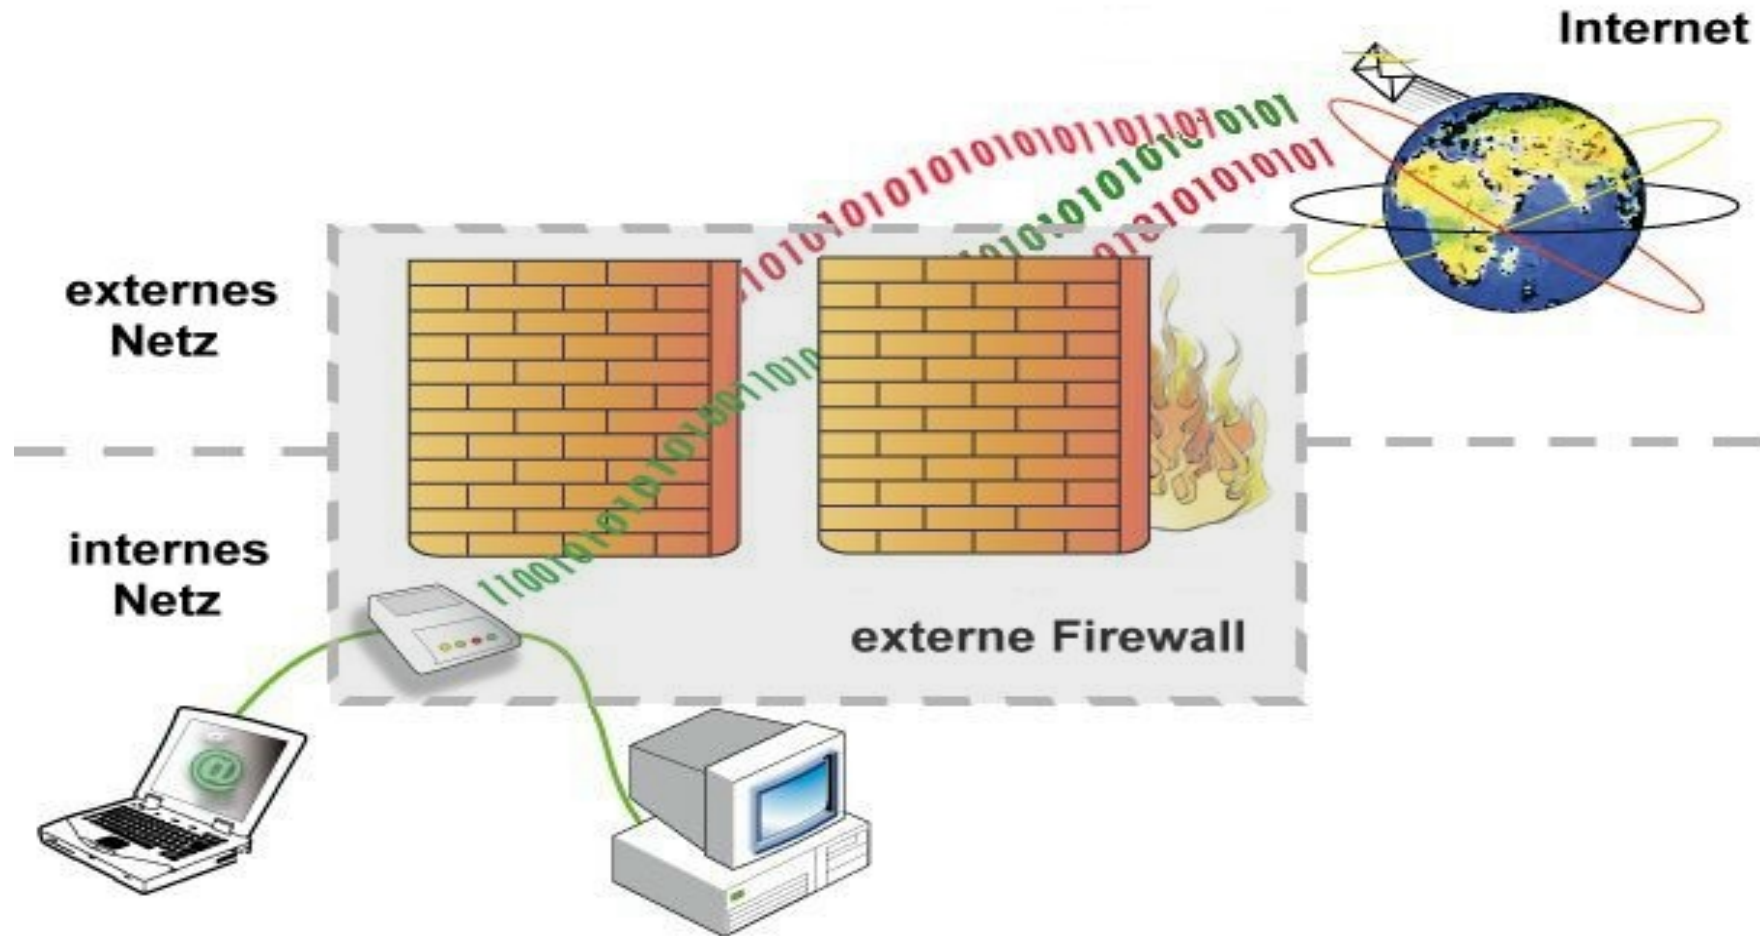 Internet
externes
Netz
internes
Netz
externe Firewall
@